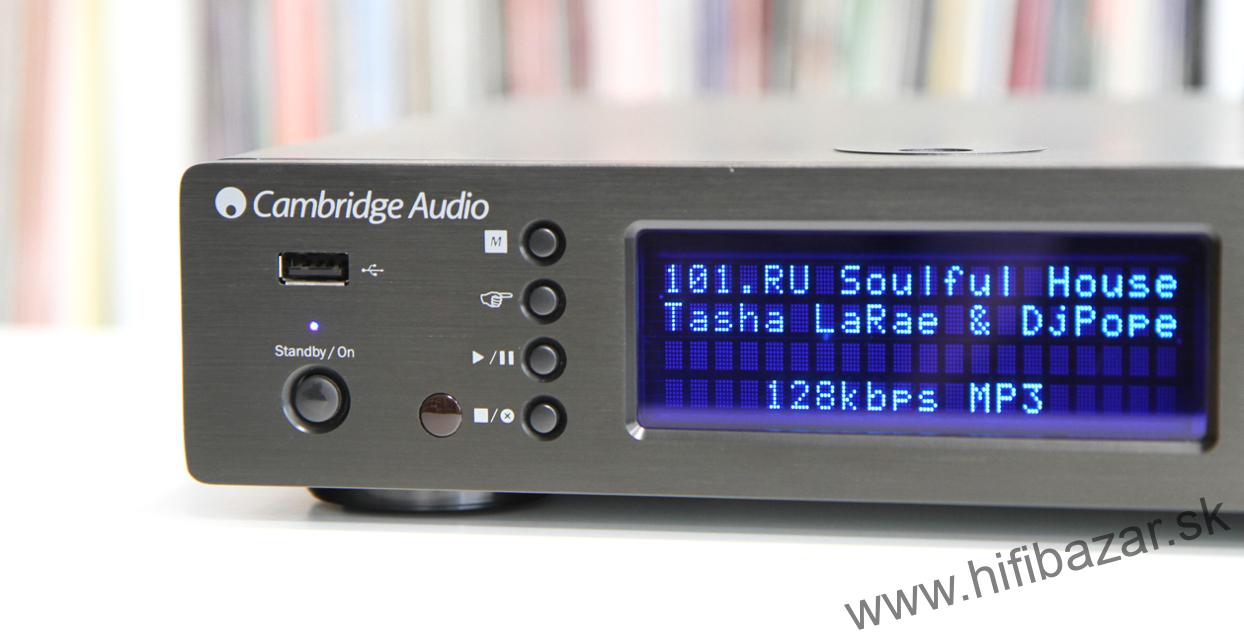 Cambridge Audio
M
Standby/On
101.RU Soulful House
Tasha LaRae & DjPope
128kbps MP3
www.hifibazar.sk